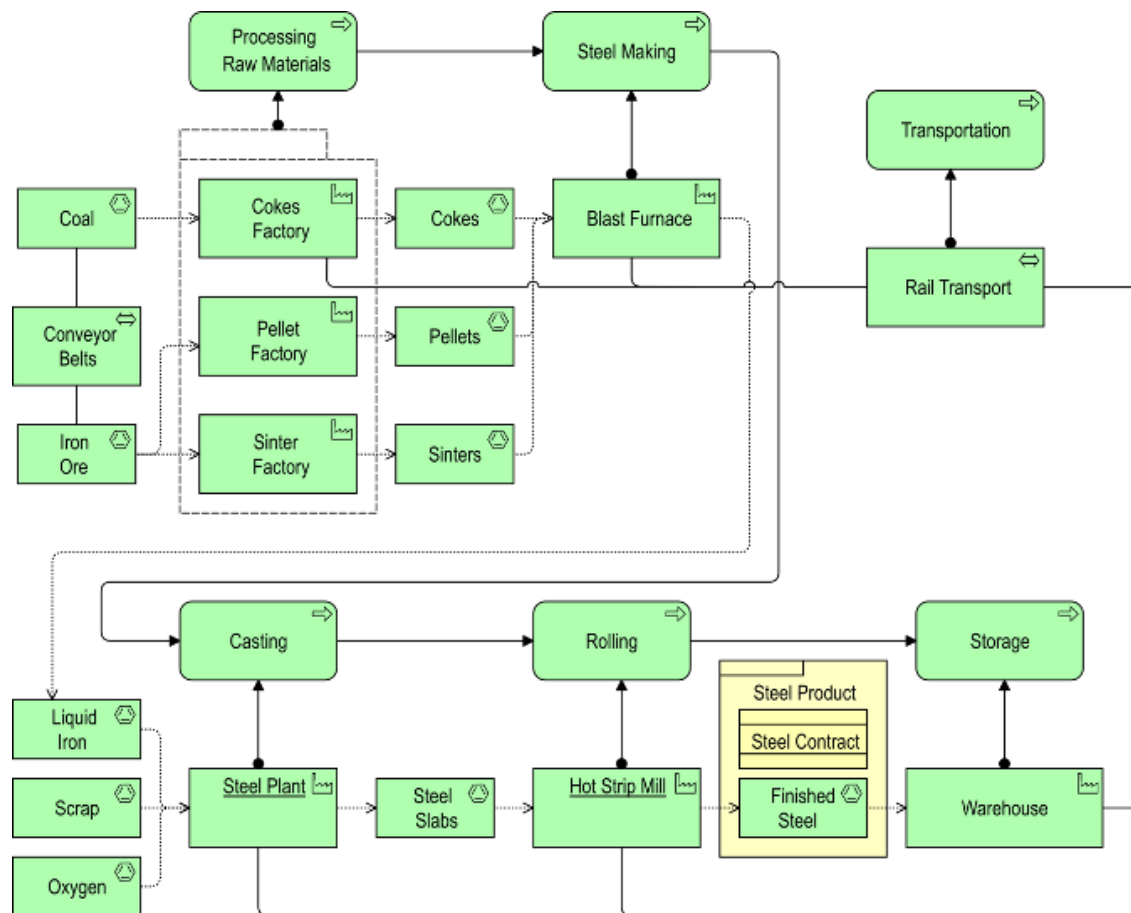 Processing
Raw Materials
Steel Making
Transportation
Coal
Cokes
Factory
Cokes
Blast Furnace
Rail Transport
Conveyor
Belts
Pellet
Factory
Pellets
Iron
Ore
Sinter
Factory
Sinters
Casting
Rolling
Storage
Steel Product
Steel Contract
Liquid
Iron
Scrap
Oxygen
Steel Plant
Steel
Slabs
Hot Strip Mill
Finished
Steel
Warehouse